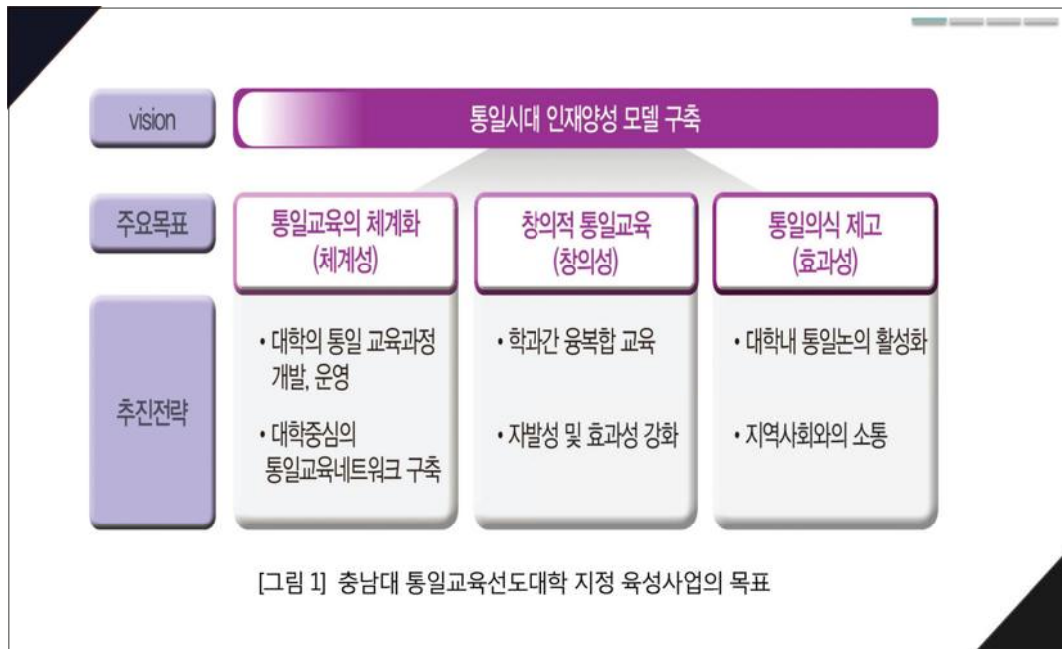 vision
통일시대 인재양성 모델 구축
주요목표
통일교육의 체계화
(체계성)
창의적 통일교육
(창의성)
통일의식 제고
(효과성)
추진전략
• 대학의 통일 교육과정
개발, 운영
• 대학중심의
통일교육네트워크 구축
• 학과간 융복합 교육
• 자발성 및 효과성 강화
• 대학내 통일논의 활성화
• 지역사회와의 소통
[그림 1] 충남대 통일교육선도대학 지정 육성사업의 목표